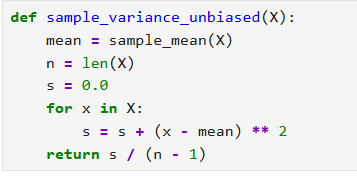 def sample_variance_unbiased(X):
    mean = sample_mean(X)
    n = len(X)
    s = 0.0
    for x in X:
        s = s + (x - mean) ** 2
    return s / (n - 1)